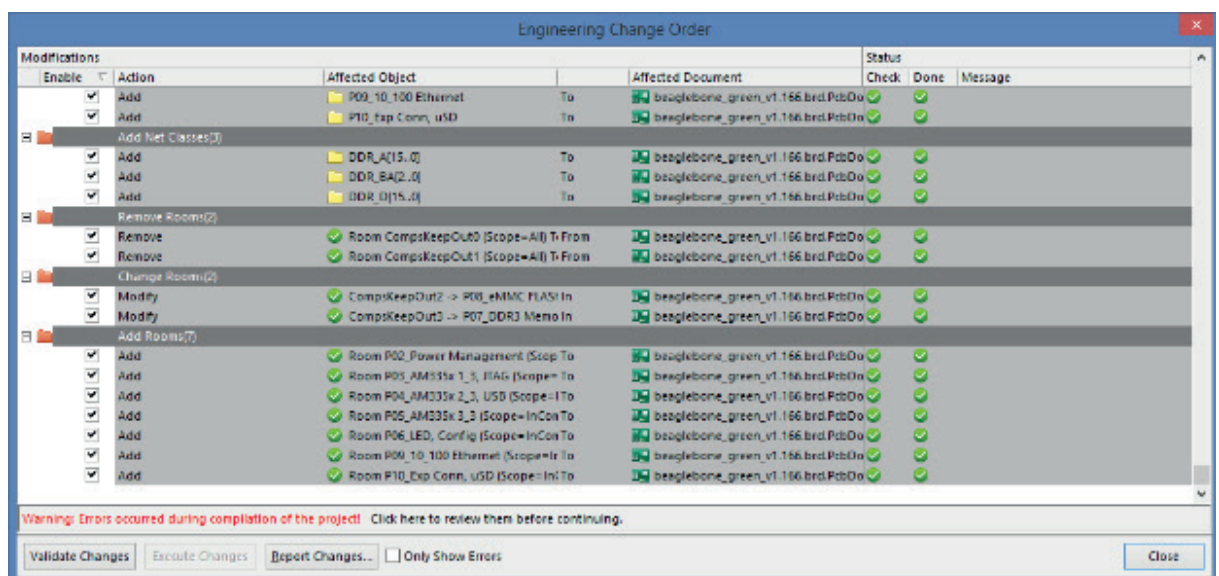 Engineering Change Order
Modifications Status
Enable Action Affected Object Affected Document Check Done Message
Add P09_10_100 Ethernet To beaglebone_green_v1.166.brd.PcbDo
Add P10_Exp Conn, uSD To beaglebone_green_v1.166.brd.PcbDo
Add Net Classes(3)
Add DDR_A[15..0] To beaglebone_green_v1.166.brd.PcbDo
Add DDR_BA[2..0] To beaglebone_green_v1.166.brd.PcbDo
Add DDR_D[15..0] To beaglebone_green_v1.166.brd.PcbDo
Remove Rooms(2)
Remove Room CompsKeepOut0 (Scope=All) T From beaglebone_green_v1.166.brd.PcbDo
Remove Room CompsKeepOut1 (Scope=All) T From beaglebone_green_v1.166.brd.PcbDo
Change Rooms(2)
Modify CompsKeepOut2 -> P08_eMMC FLASH In beaglebone_green_v1.166.brd.PcbDo
Modify CompsKeepOut3 -> P07_DDR3 Memo In beaglebone_green_v1.166.brd.PcbDo
Add Rooms(7)
Add Room P02_Power Management (Scop To beaglebone_green_v1.166.brd.PcbDo
Add Room P03_AM335x 1_3, JTAG (Scope= To beaglebone_green_v1.166.brd.PcbDo
Add Room P04_AM335x 2_3, USB (Scope=I To beaglebone_green_v1.166.brd.PcbDo
Add Room P05_AM335x 3_3 (Scope=InCon To beaglebone_green_v1.166.brd.PcbDo
Add Room P06_LED, Config (Scope=InCon To beaglebone_green_v1.166.brd.PcbDo
Add Room P09_10_100 Ethernet (Scope=Ir To beaglebone_green_v1.166.brd.PcbDo
Add Room P10_Exp Conn, uSD (Scope=InC To beaglebone_green_v1.166.brd.PcbDo
Warning: Errors occurred during compilation of the project! Click here to review them before continuing.
Validate Changes Execute Changes Report Changes... Only Show Errors Close